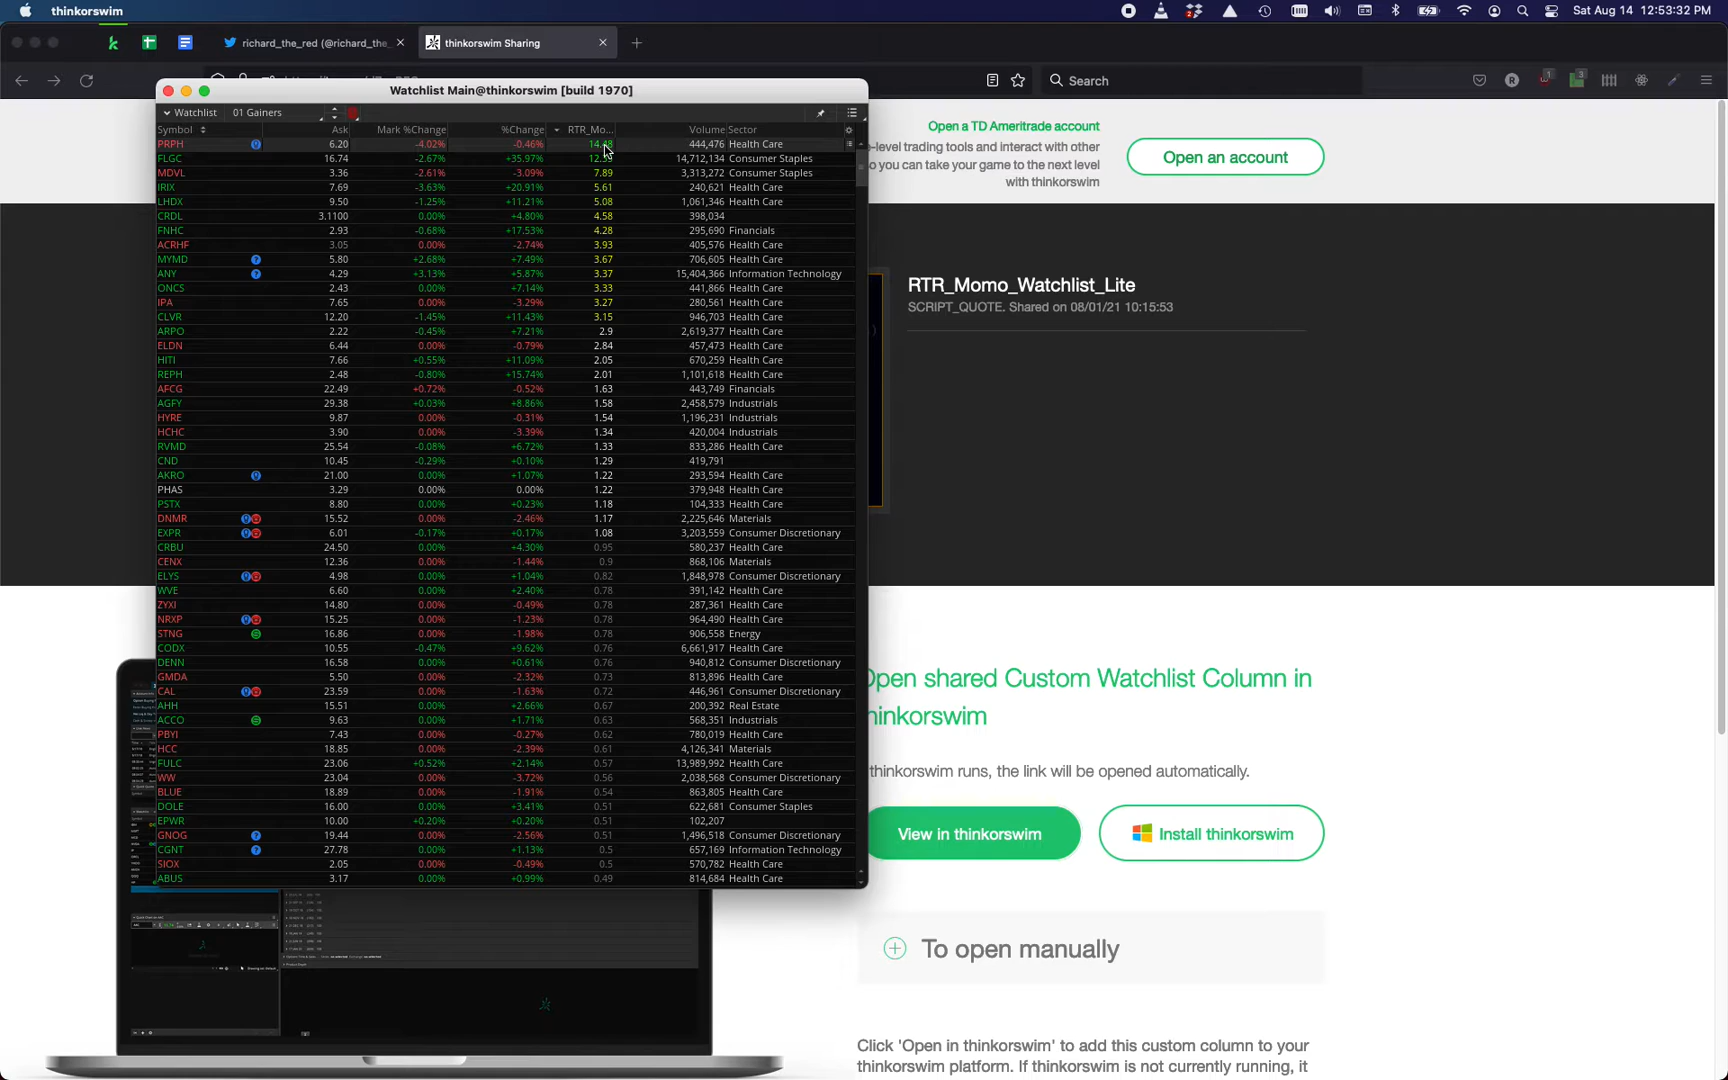 thinkorswim
Sat Aug 14 12:53:32 PM
richard_the_red (@richard_the_
thinkorswim Sharing
Search
Watchlist Main@thinkorswim [build 1970]
Watchlist 01 Gainers
Symbol Ask Mark %Change %Change RTR_Mo... Volume Sector
PRPH 6.20 -4.02% -0.46% 444,476 Health Care
FLGC 16.74 -2.67% +35.97% 14,712,134 Consumer Staples
MDVL 3.36 -2.61% -3.09% 7.89 3,313,272 Consumer Staples
IRIX 7.69 -3.63% +20.91% 5.61 240,621 Health Care
LHDX 9.50 -1.25% +11.21% 5.08 1,061,346 Health Care
CRDL 3.1100 0.00% +4.80% 4.58 398,034
FNHC 2.93 -0.68% +17.53% 4.28 295,690 Financials
ACRHF 3.05 0.00% -2.74% 3.93 405,576 Health Care
MYMD 5.80 +2.68% +7.49% 3.67 706,605 Health Care
ANY 4.29 +3.13% +5.87% 3.37 15,404,366 Information Technology
ONCS 2.43 0.00% +7.14% 3.33 441,866 Health Care
IPA 7.65 0.00% -3.29% 3.27 280,561 Health Care
CLVR 12.20 -1.45% +11.43% 3.15 946,703 Health Care
ARPO 2.22 -0.45% +7.21% 2.9 2,619,377 Health Care
ELDN 6.44 0.00% -0.79% 2.84 457,473 Health Care
HITI 7.66 +0.55% +11.09% 2.05 670,259 Health Care
REPH 2.48 -0.80% +15.74% 2.01 1,101,618 Health Care
AFCG 22.49 +0.72% -0.52% 1.63 443,749 Financials
AGFY 29.38 +0.03% +8.86% 1.58 2,458,579 Industrials
HYRE 9.87 0.00% -0.31% 1.54 1,196,231 Industrials
HCHC 3.90 0.00% -3.39% 1.34 420,004 Industrials
RVMD 25.54 -0.08% +6.72% 1.33 833,286 Health Care
CND 10.45 -0.29% +0.10% 1.29 419,791
AKRO 21.00 0.00% +1.07% 1.22 293,594 Health Care
PHAS 3.29 0.00% 0.00% 1.22 379,948 Health Care
PSTX 8.80 0.00% +0.23% 1.18 104,333 Health Care
DNMR 15.52 0.00% -2.46% 1.17 2,225,646 Materials
EXPR 6.01 -0.17% +0.17% 1.08 3,203,559 Consumer Discretionary
CRBU 24.50 0.00% +4.30% 0.95 580,237 Health Care
CENX 12.36 0.00% -1.44% 0.9 868,106 Materials
ELYS 4.98 0.00% +1.04% 0.82 1,848,978 Consumer Discretionary
WVE 6.60 0.00% +2.40% 0.78 391,142 Health Care
ZYXI 14.80 0.00% -0.49% 0.78 287,361 Health Care
NRXP 15.25 0.00% -1.23% 0.78 964,490 Health Care
STNG 16.86 0.00% -1.98% 0.78 906,558 Energy
CODX 10.55 -0.47% +9.62% 0.76 6,661,917 Health Care
DENN 16.58 0.00% +0.61% 0.76 940,812 Consumer Discretionary
GMDA 5.50 0.00% -2.32% 0.73 813,896 Health Care
CAL 23.59 0.00% -1.63% 0.72 446,961 Consumer Discretionary
AHH 15.51 0.00% +2.66% 0.67 200,392 Real Estate
ACCO 9.63 0.00% +1.71% 0.63 568,351 Industrials
PBYI 7.43 0.00% -0.27% 0.62 780,019 Health Care
HCC 18.85 0.00% -2.39% 0.61 4,126,341 Materials
FULC 23.06 +0.52% +2.14% 0.57 13,989,992 Health Care
WW 23.04 0.00% -3.72% 0.56 2,038,568 Consumer Discretionary
BLUE 18.89 0.00% -1.91% 0.54 863,805 Health Care
DOLE 16.00 0.00% +3.41% 0.51 622,681 Consumer Staples
EPWR 10.00 +0.20% +0.20% 0.51 102,207
GNOG 19.44 0.00% -2.56% 0.51 1,496,518 Consumer Discretionary
CGNT 27.78 0.00% +1.13% 0.5 657,169 Information Technology
SIOX 2.05 0.00% -0.49% 0.5 570,782 Health Care
ABUS 3.17 0.00% +0.99% 0.49 814,684 Health Care
Open a TD Ameritrade account
-level trading tools and interact with other
o you can take your game to the next level
with thinkorswim
Open an account
RTR_Momo_Watchlist_Lite
SCRIPT_QUOTE. Shared on 08/01/21 10:15:53
Open shared Custom Watchlist Column in
hinkorswim
thinkorswim runs, the link will be opened automatically.
View in thinkorswim
Install thinkorswim
To open manually
Click 'Open in thinkorswim' to add this custom column to your
thinkorswim platform. If thinkorswim is not currently running, it